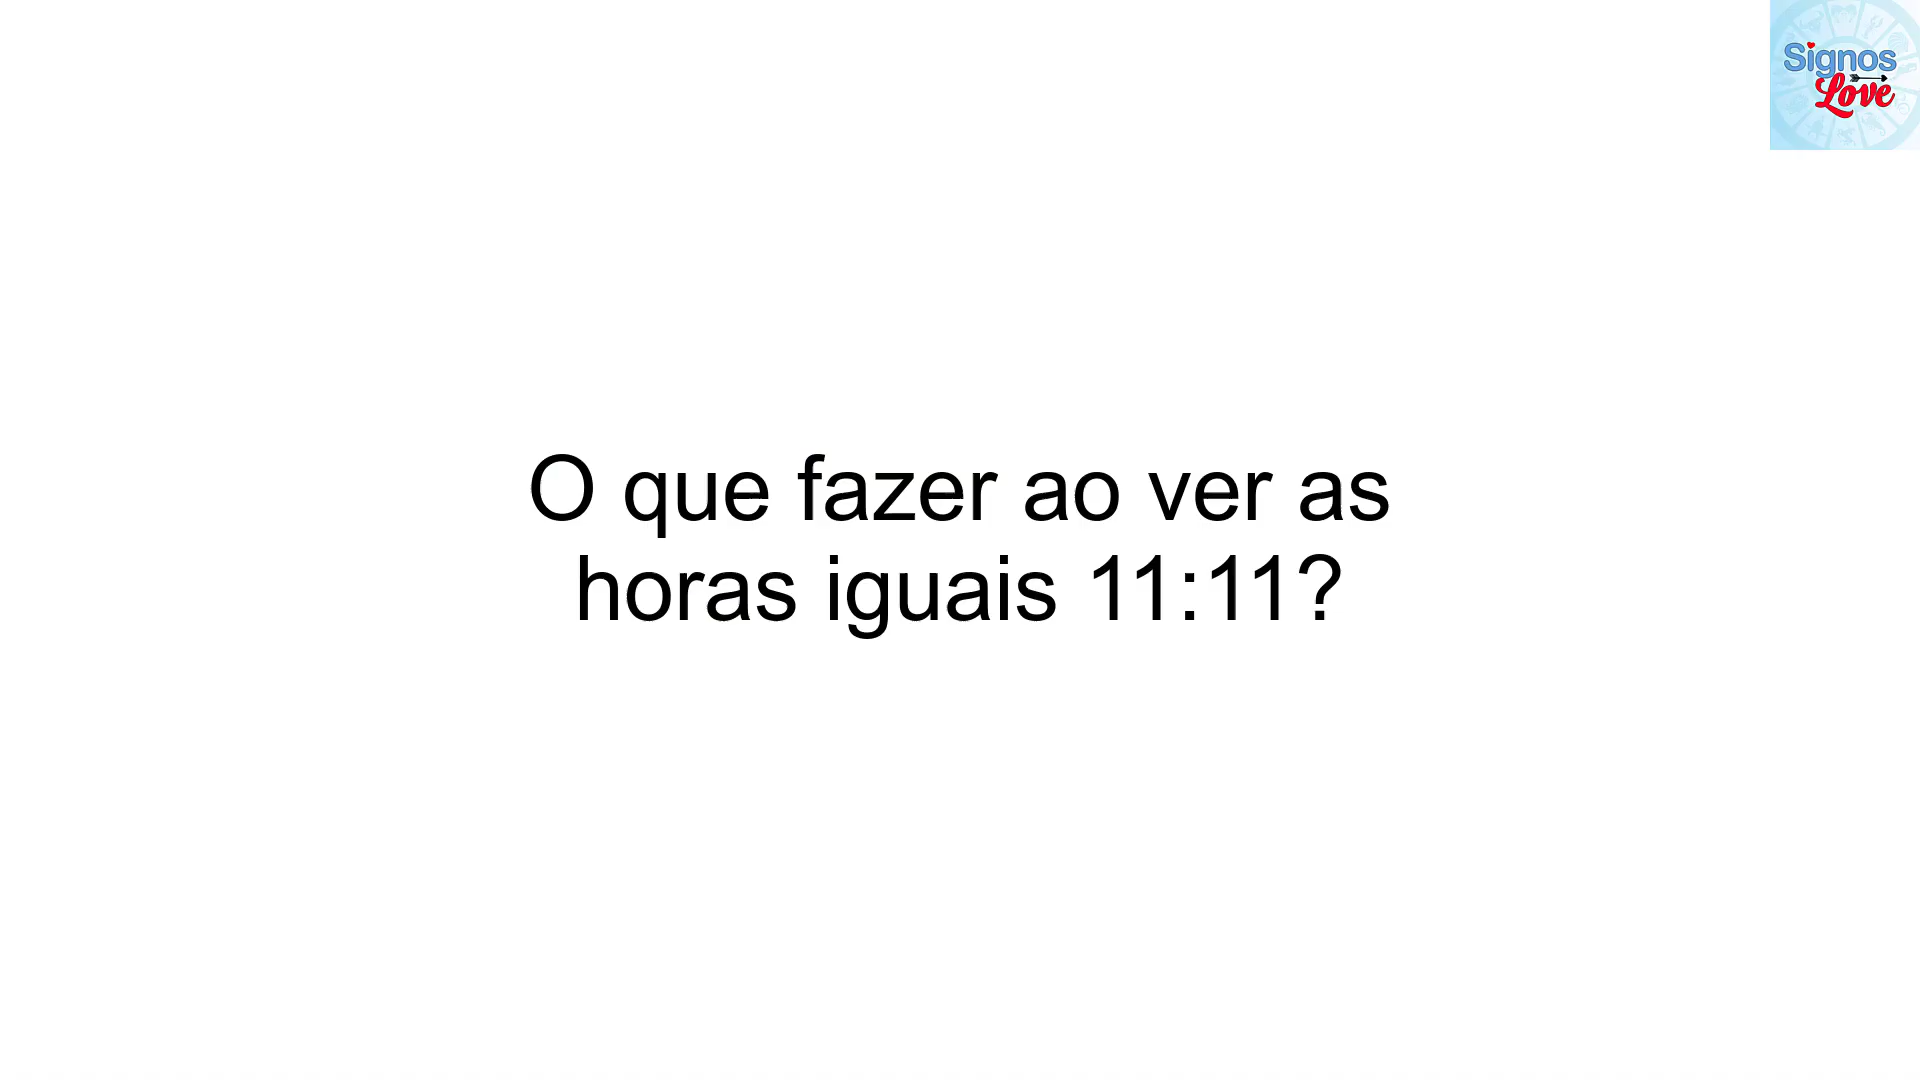 Signos
Love
O que fazer ao ver as
horas iguais 11:11?